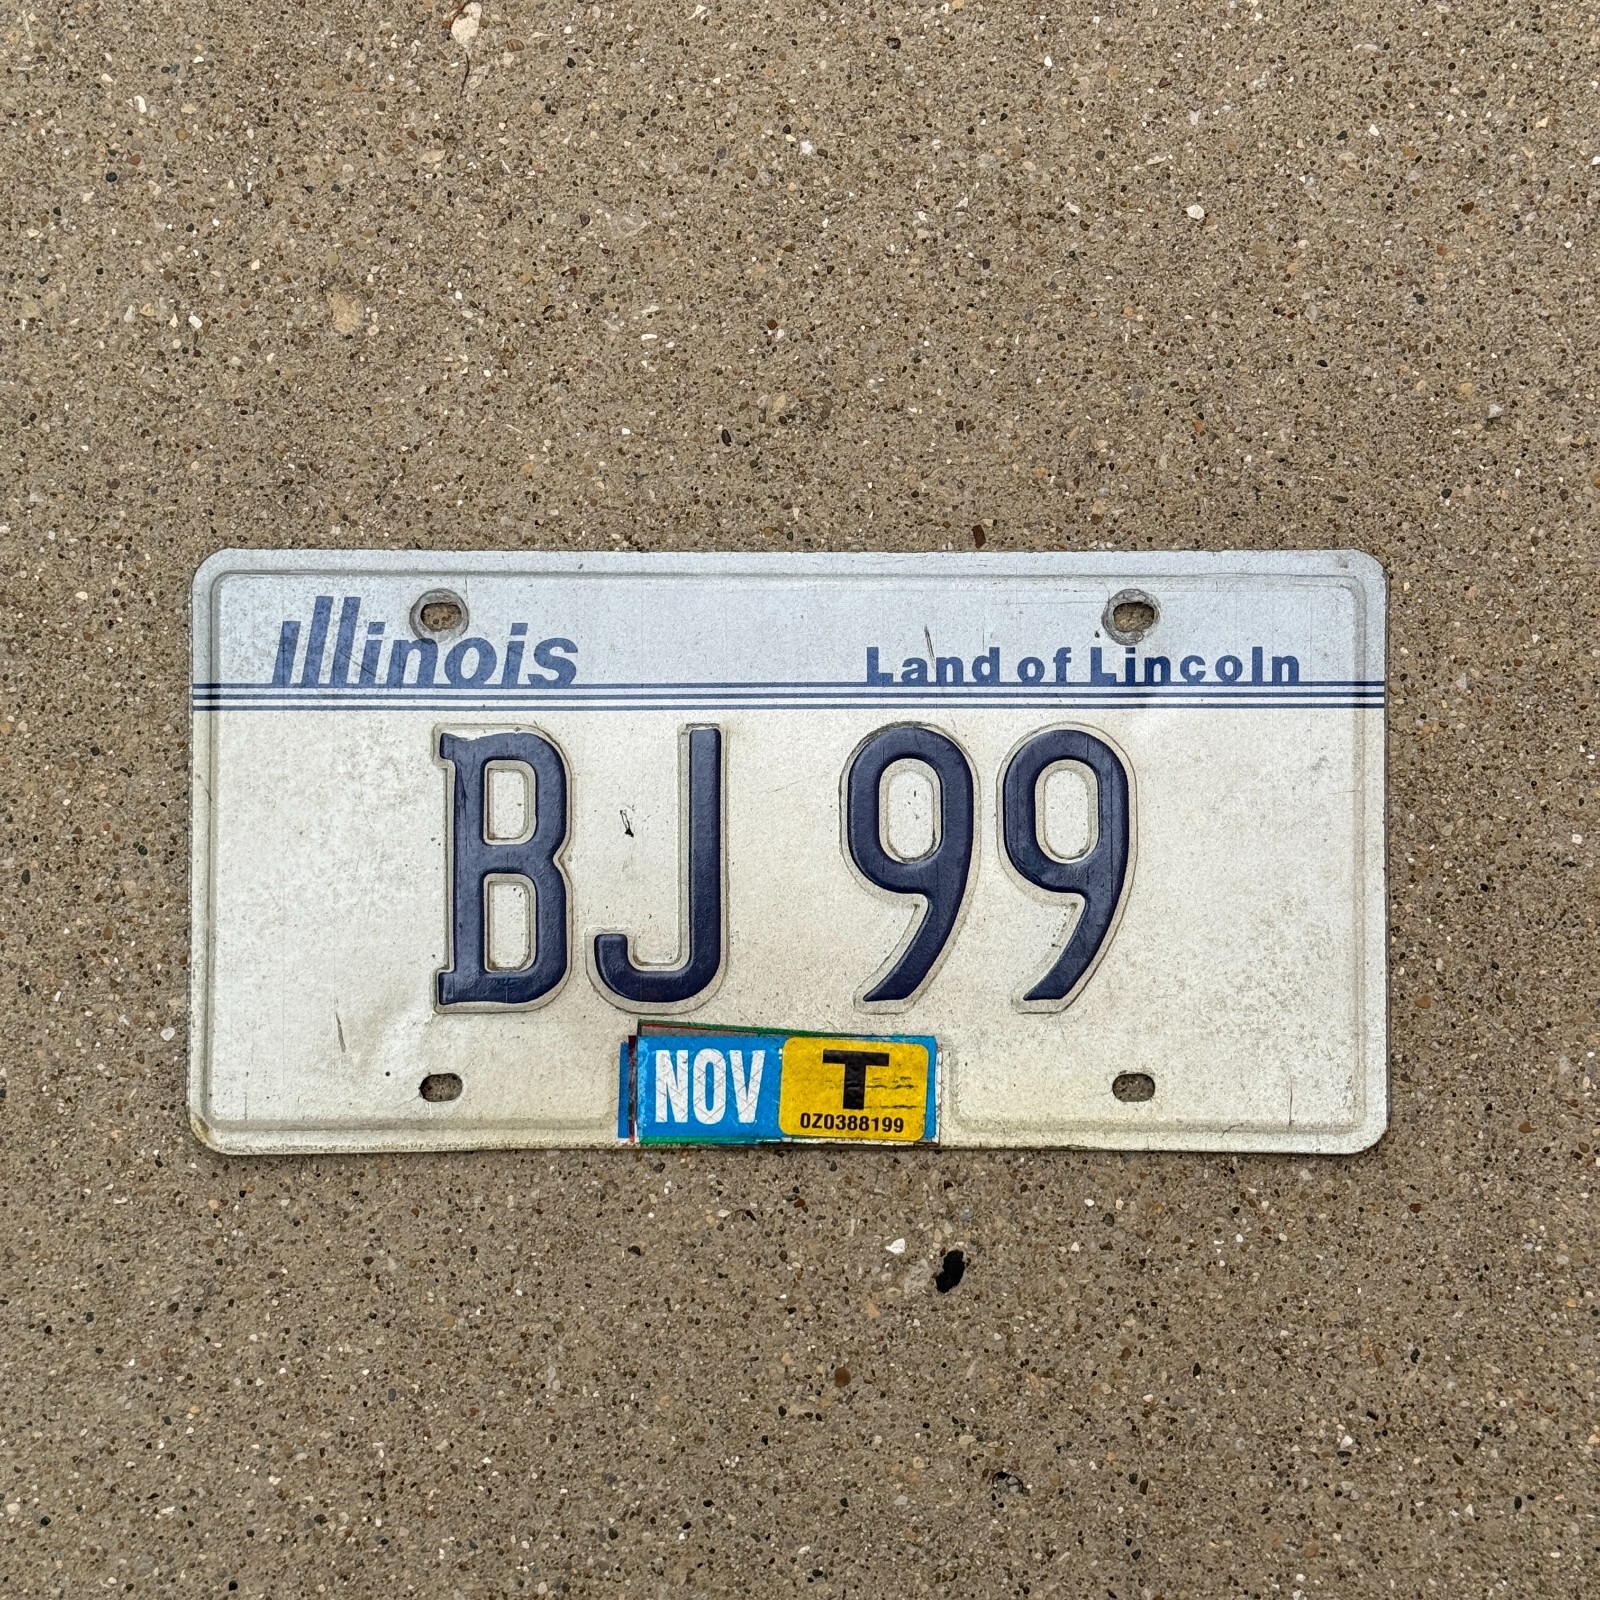 Illinois Land of Lincoln
BJ 99
NOV T
0Z0388199